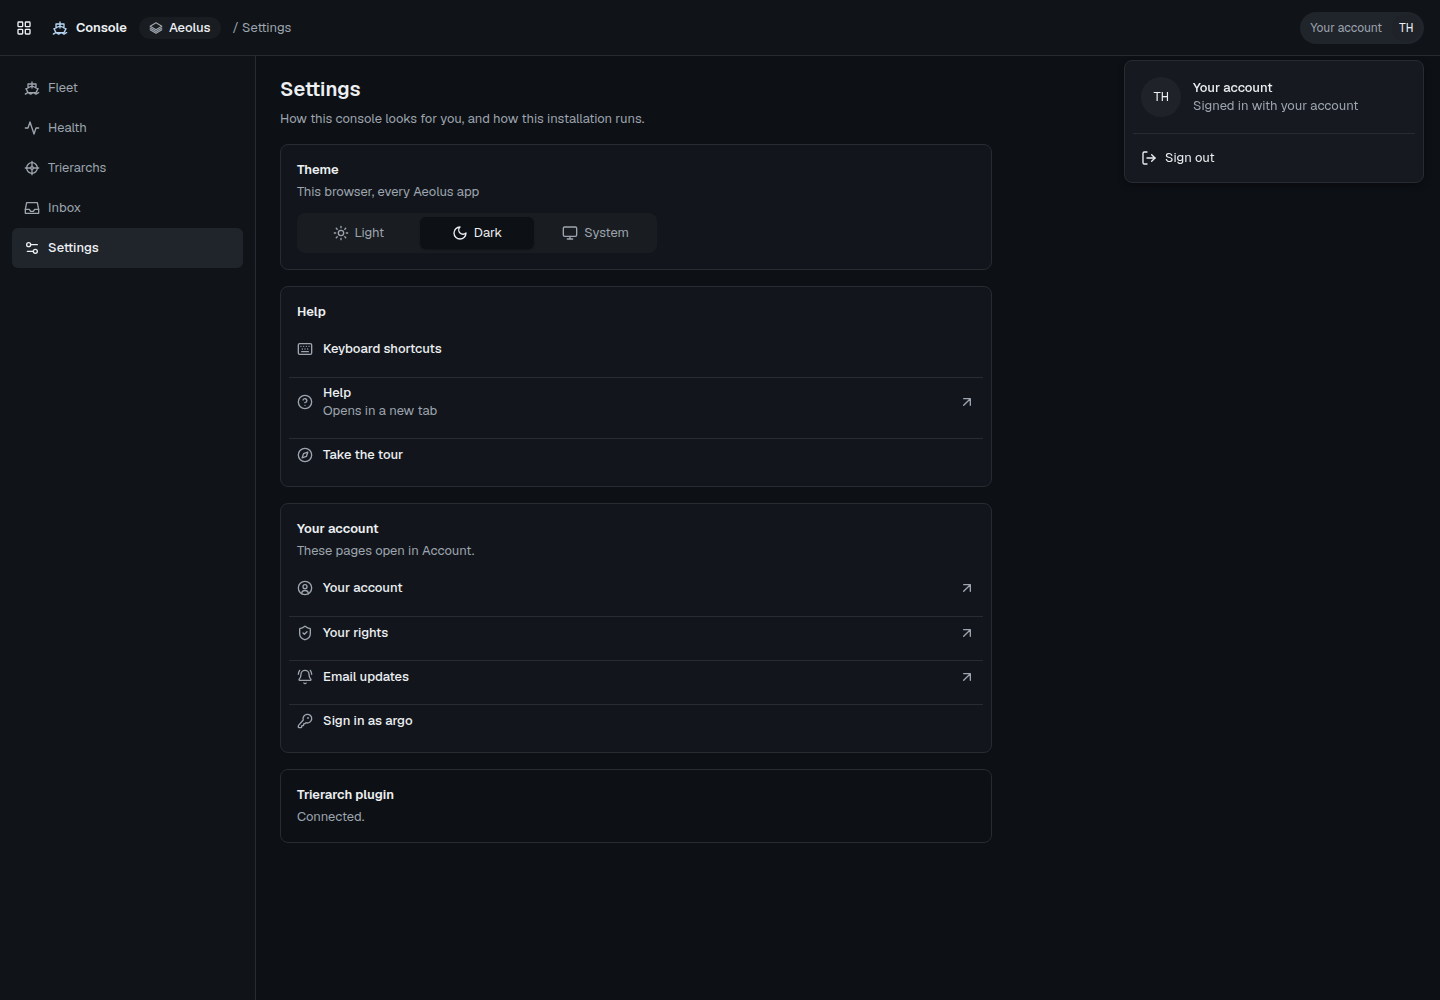 Console
Aeolus
/ Settings
Your account
TH
Fleet
Health
Trierarchs
Inbox
Settings
Settings
How this console looks for you, and how this installation runs.
Theme
This browser, every Aeolus app
Light
Dark
System
Help
Keyboard shortcuts
Help
Opens in a new tab
Take the tour
Your account
These pages open in Account.
Your account
Your rights
Email updates
Sign in as argo
Trierarch plugin
Connected.
TH
Your account
Signed in with your account
Sign out